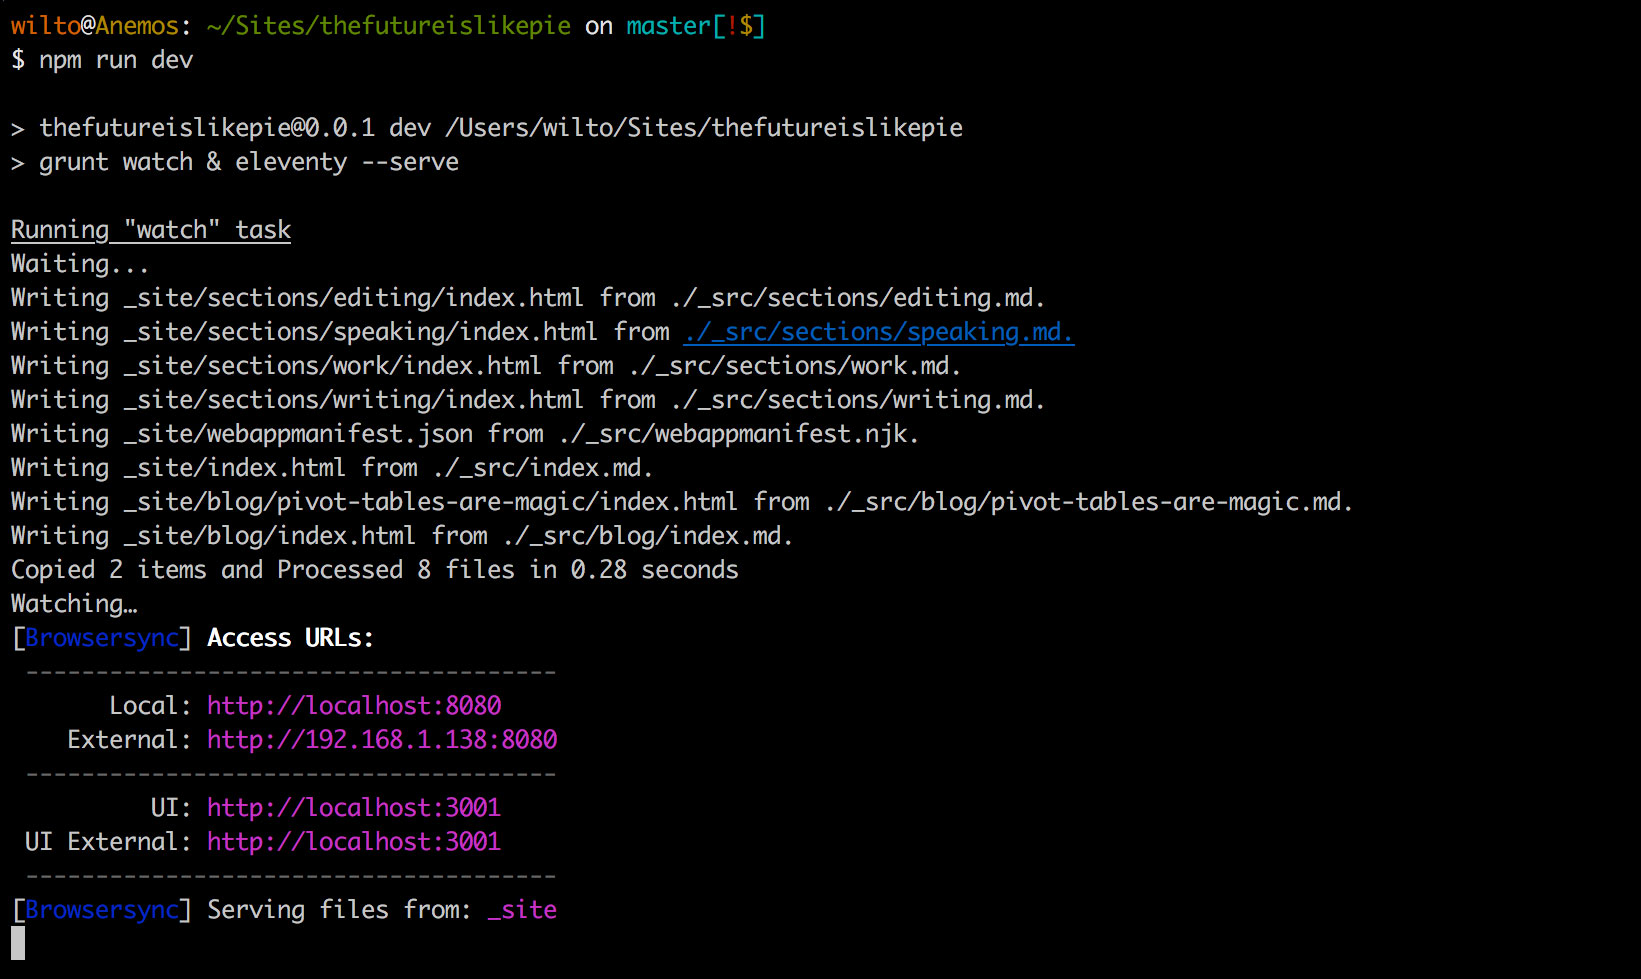 wilto@Anemos: ~/Sites/thefutureislikepie on master[!$]
$ npm run dev
> thefutureislikepie@0.0.1 dev /Users/wilto/Sites/thefutureislikepie
> grunt watch & eleventy --serve
Running "watch" task
Waiting...
Writing _site/sections/editing/index.html from ./_src/sections/editing.md.
Writing _site/sections/speaking/index.html from ./_src/sections/speaking.md.
Writing _site/sections/work/index.html from ./_src/sections/work.md.
Writing _site/sections/writing/index.html from ./_src/sections/writing.md.
Writing _site/webappmanifest.json from ./_src/webappmanifest.njk.
Writing _site/index.html from ./_src/index.md.
Writing _site/blog/pivot-tables-are-magic/index.html from ./_src/blog/pivot-tables-are-magic.md.
Writing _site/blog/index.html from ./_src/blog/index.md.
Copied 2 items and Processed 8 files in 0.28 seconds
Watching…
[Browsersync] Access URLs:
--------------------------------------
Local: http://localhost:8080
External: http://192.168.1.138:8080
--------------------------------------
UI: http://localhost:3001
UI External: http://localhost:3001
--------------------------------------
[Browsersync] Serving files from: _site